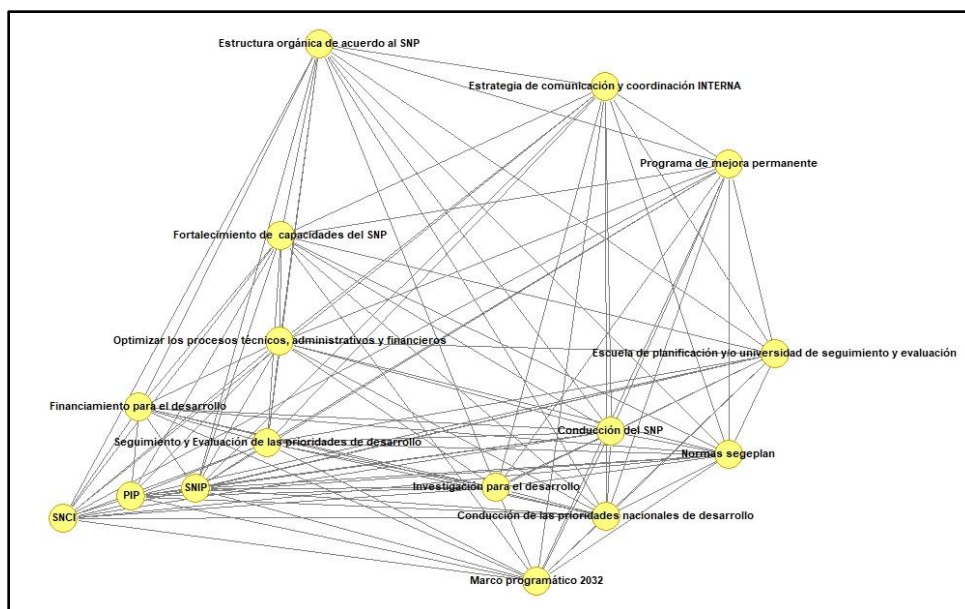 Estructura orgánica de acuerdo al SNP
Estrategia de comunicación y coordinación INTERNA
Programa de mejora permanente
Fortalecimiento de capacidades del SNP
Optimizar los procesos técnicos, administrativos y financieros
Escuela de planificación y/o universidad de seguimiento y evaluación
Financiamiento para el desarrollo
Conducción del SNP
Seguimiento y Evaluación de las prioridades de desarrollo
Normas segeplan
Investigación para el desarrollo
SNIP
PIP
SNCI
Conducción de las prioridades nacionales de desarrollo
Marco programático 2032